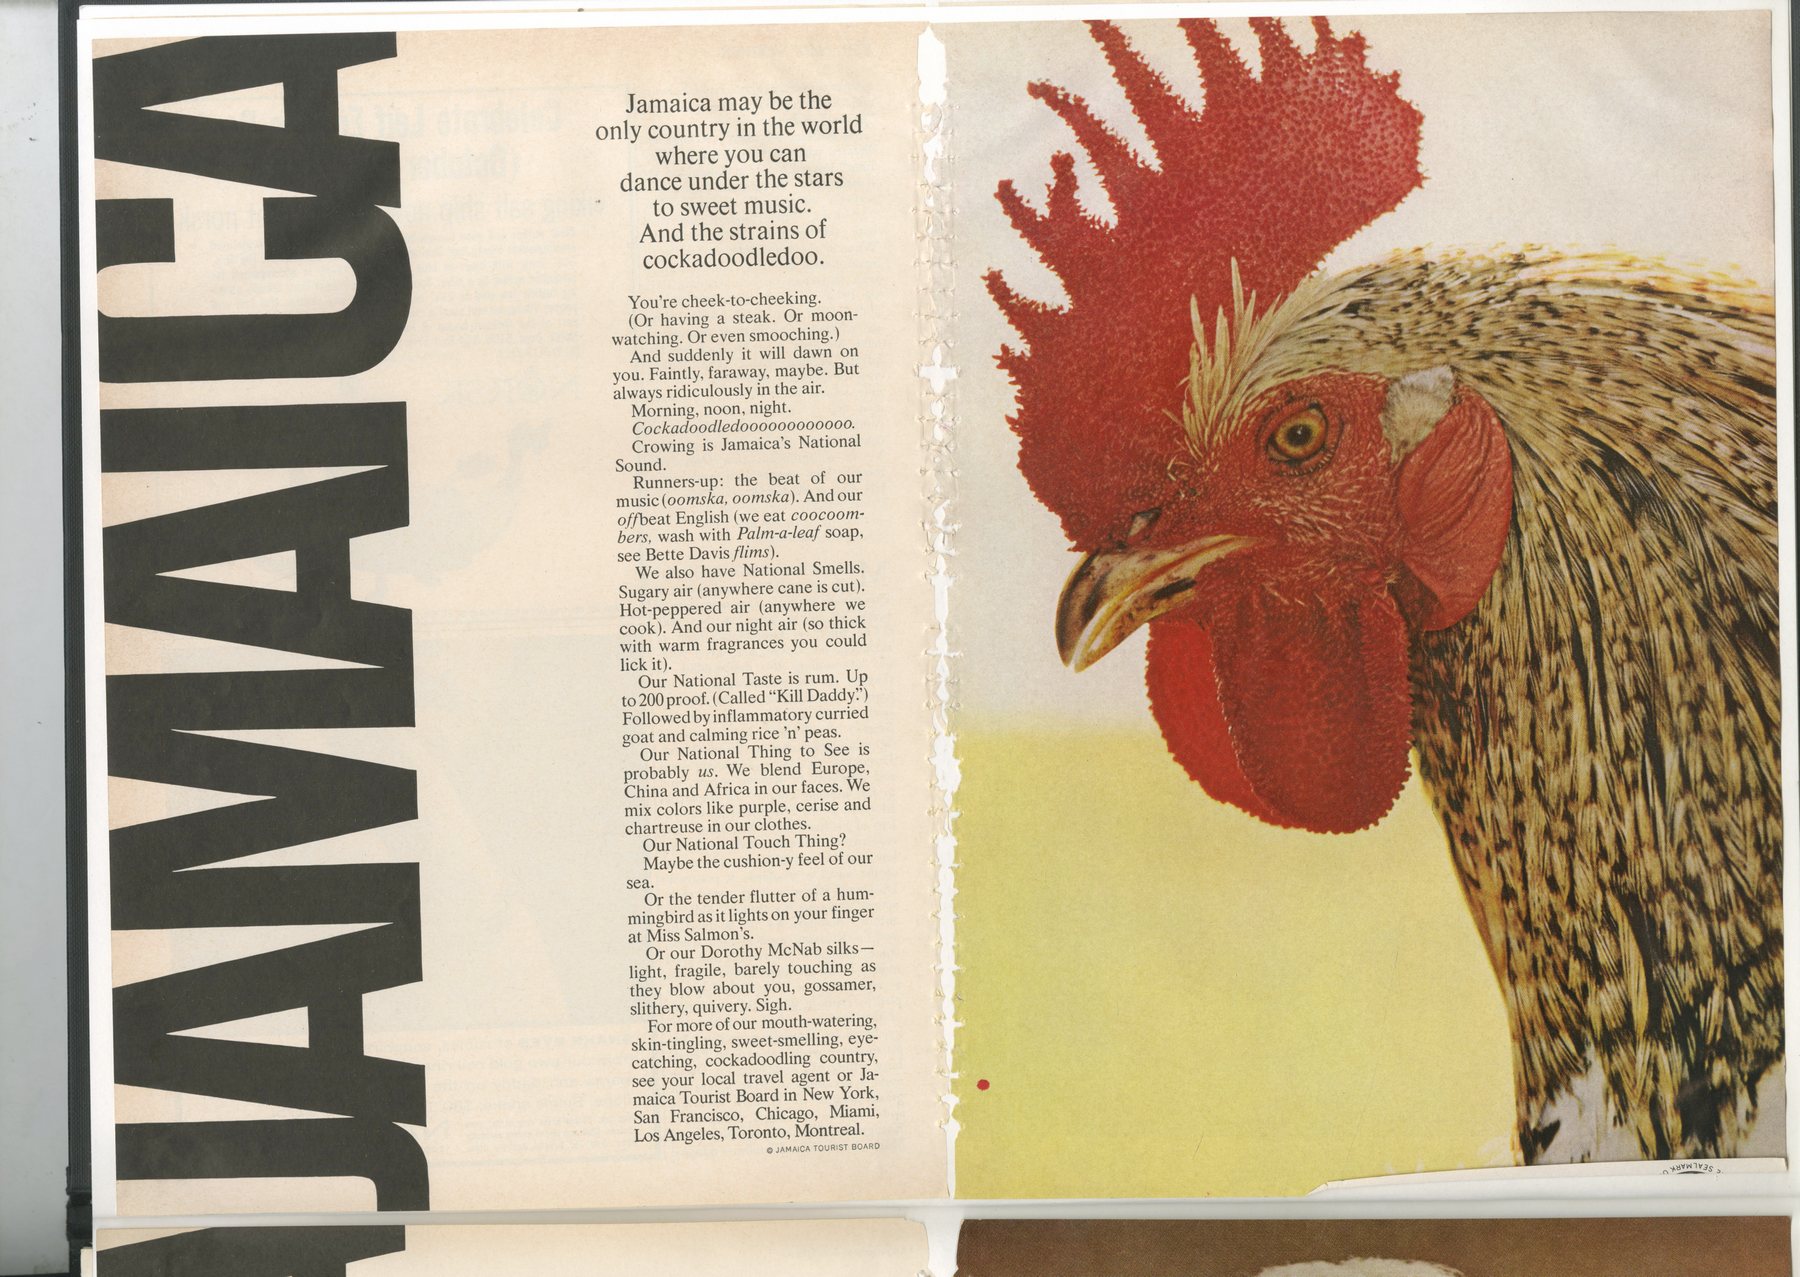 JAMAICA
Jamaica may be the
only country in the world
where you can
dance under the stars
to sweet music.
And the strains of
cockadoodledoo.
You're cheek-to-cheeking.
(Or having a steak. Or moon-
watching. Or even smooching.)
And suddenly it will dawn on
you. Faintly, faraway, maybe. But
always ridiculously in the air.
Morning, noon, night.
Cockadoodledoooooooooooo.
Crowing is Jamaica's National
Sound.
Runners-up: the beat of our
music (oomska, oomska). And our
offbeat English (we eat coocoom-
bers, wash with Palm-a-leaf soap,
see Bette Davis flims).
We also have National Smells.
Sugary air (anywhere cane is cut).
Hot-peppered air (anywhere we
cook). And our night air (so thick
with warm fragrances you could
lick it).
Our National Taste is rum. Up
to 200 proof. (Called "Kill Daddy.")
Followed by inflammatory curried
goat and calming rice 'n' peas.
Our National Thing to See is
probably us. We blend Europe,
China and Africa in our faces. We
mix colors like purple, cerise and
chartreuse in our clothes.
Our National Touch Thing?
Maybe the cushion-y feel of our
sea.
Or the tender flutter of a hum-
mingbird as it lights on your finger
at Miss Salmon's.
Or our Dorothy McNab silks—
light, fragile, barely touching as
they blow about you, gossamer,
slithery, quivery. Sigh.
For more of our mouth-watering,
skin-tingling, sweet-smelling, eye-
catching, cockadoodling country,
see your local travel agent or Ja-
maica Tourist Board in New York,
San Francisco, Chicago, Miami,
Los Angeles, Toronto, Montreal.
© JAMAICA TOURIST BOARD
SEALMARK